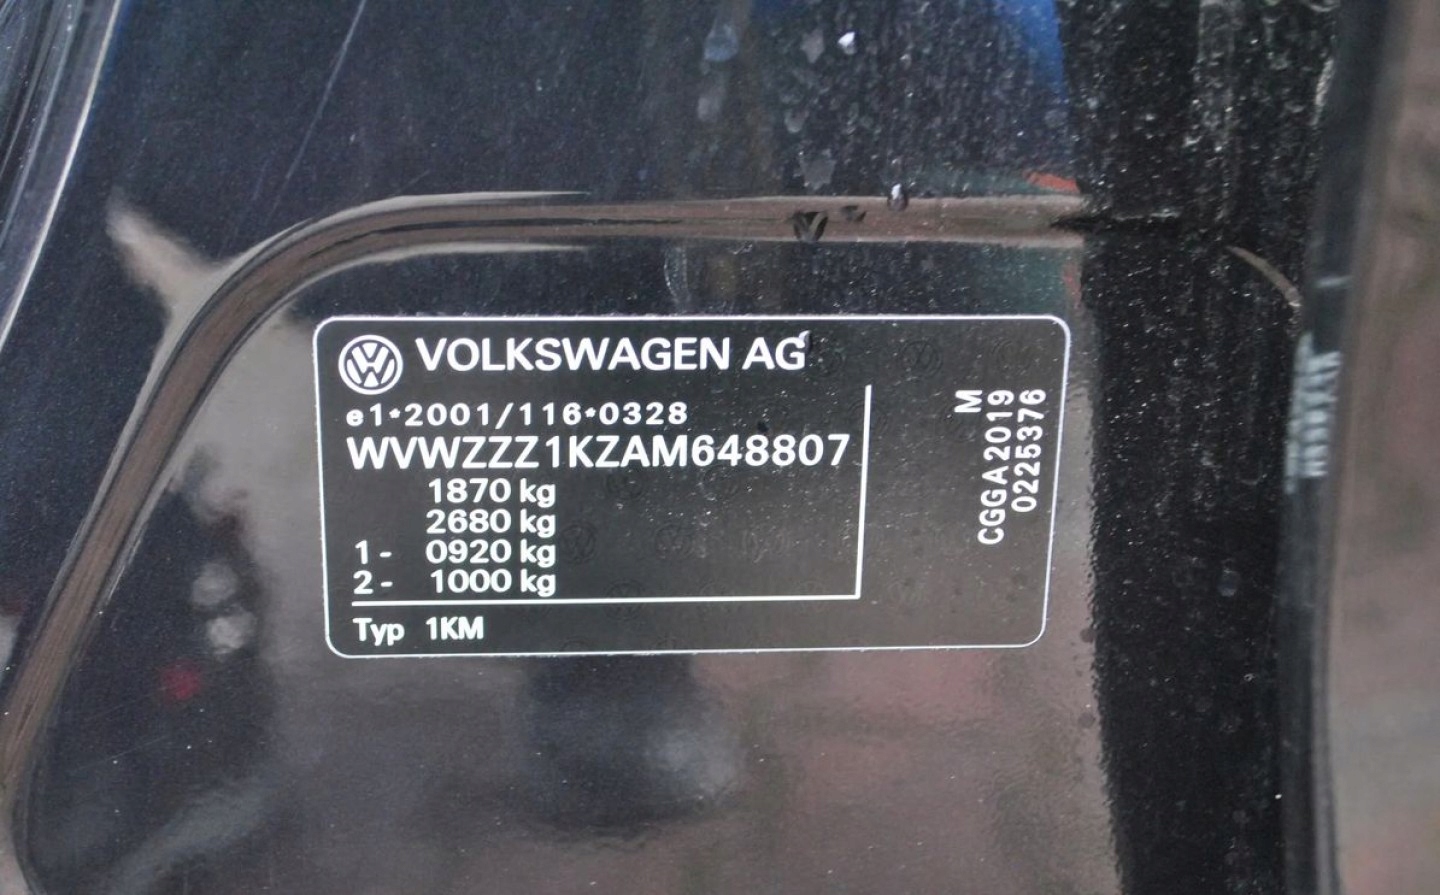 VOLKSWAGEN AG
e1*2001/116*0328
WVWZZZ1KZAM648807
1870 kg
2680 kg
1- 0920 kg
2- 1000 kg
Typ 1KM
M
CGGA2019
0225376